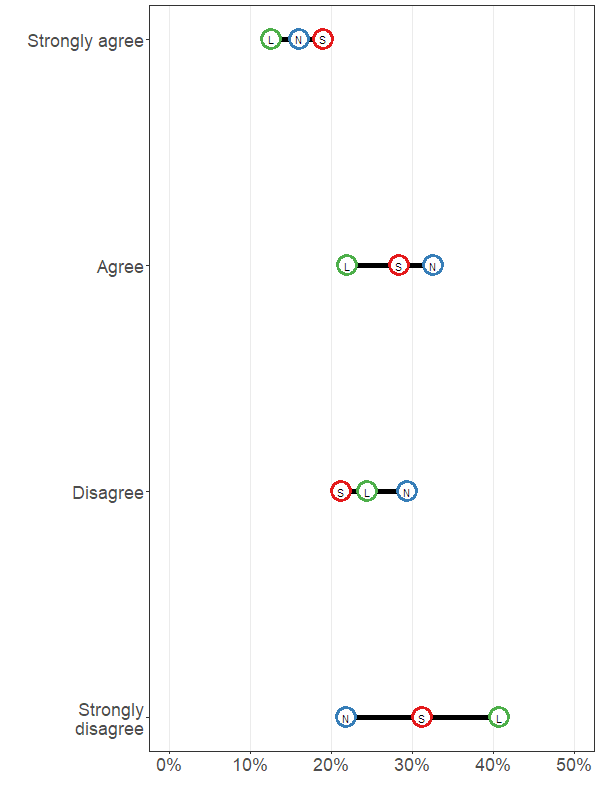 Strongly agree
L N S
Agree
L S N
Disagree
S L N
Strongly
disagree
N S L
0% 10% 20% 30% 40% 50%